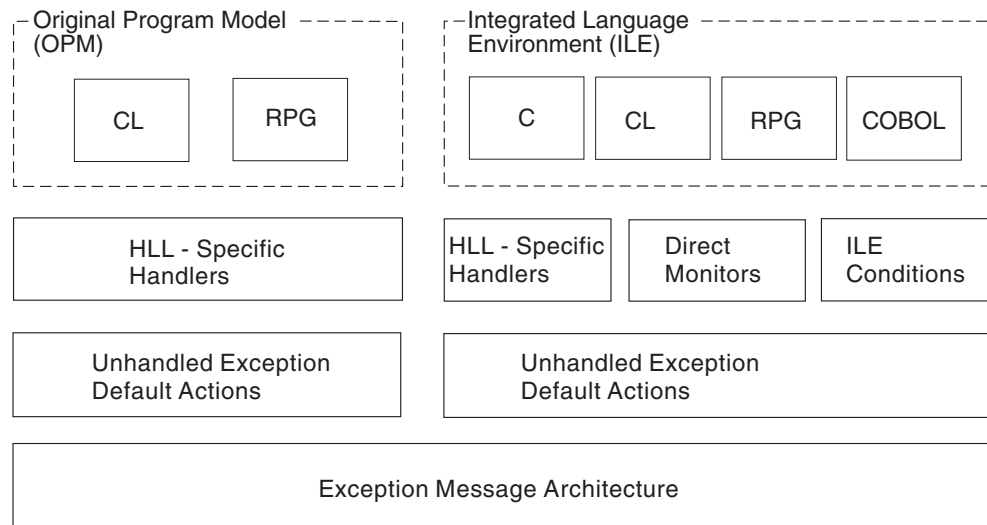 Original Program Model
(OPM)
CL
RPG
Integrated Language
Environment (ILE)
C
CL
RPG
COBOL
HLL - Specific
Handlers
HLL - Specific
Handlers
Direct
Monitors
ILE
Conditions
Unhandled Exception
Default Actions
Unhandled Exception
Default Actions
Exception Message Architecture